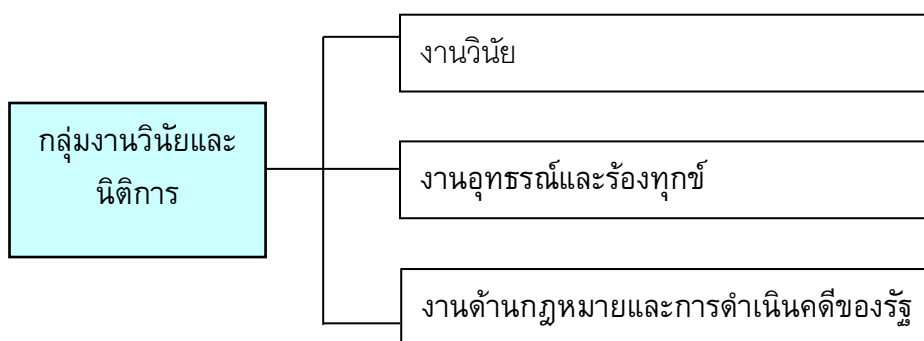 กลุ่มงานวินัยและ
นิติการ
งานวินัย
งานอุทธรณ์และร้องทุกข์
งานด้านกฎหมายและการดำเนินคดีของรัฐ